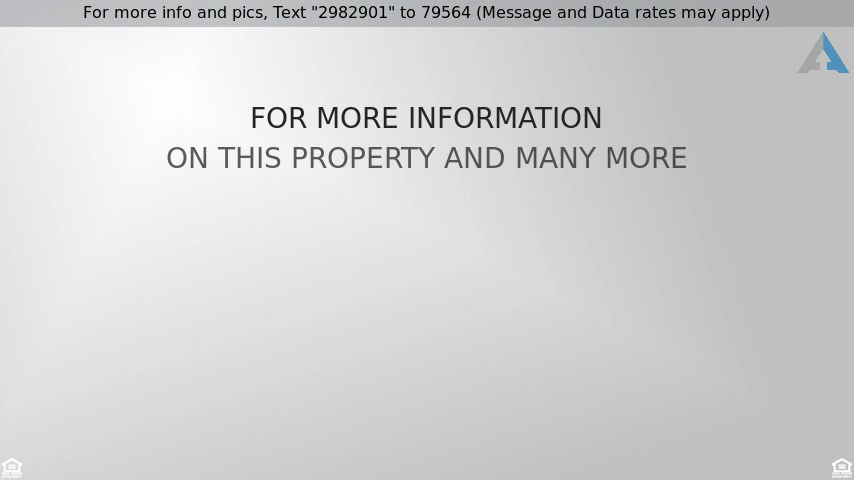 For more info and pics, Text "2982901" to 79564 (Message and Data rates may apply)
FOR MORE INFORMATION
ON THIS PROPERTY AND MANY MORE